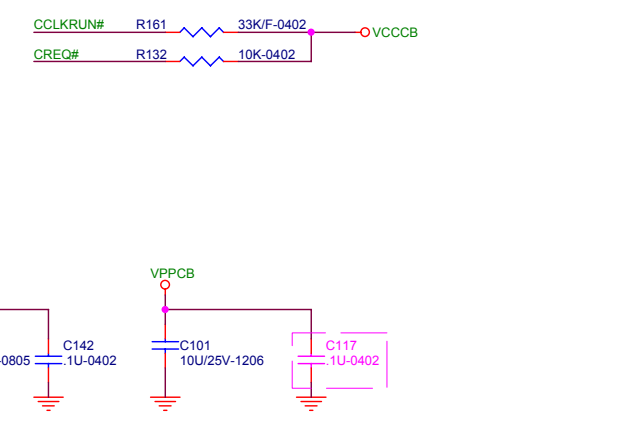 CCLKRUN# R161 33K/F-0402 VCCCB
CREQ# R132 10K-0402
VPPCB
C142 C101 C117
-0805 .1U-0402 10U/25V-1206 .1U-0402